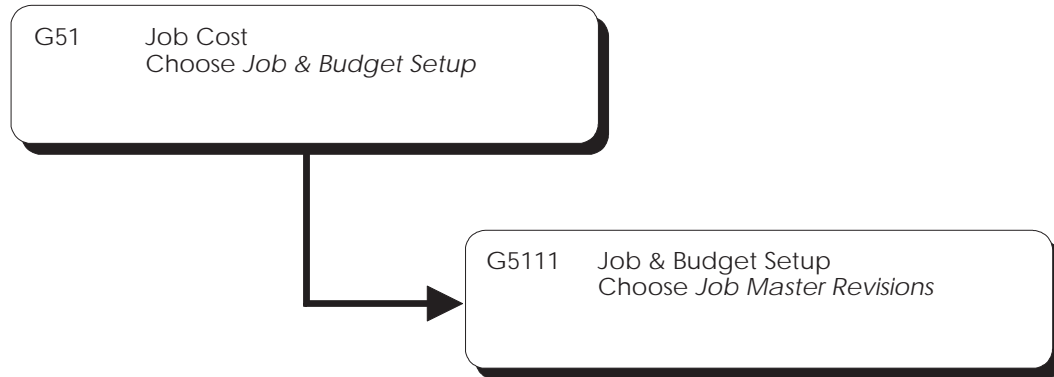 G51 Job Cost
Choose Job & Budget Setup
G5111 Job & Budget Setup
Choose Job Master Revisions